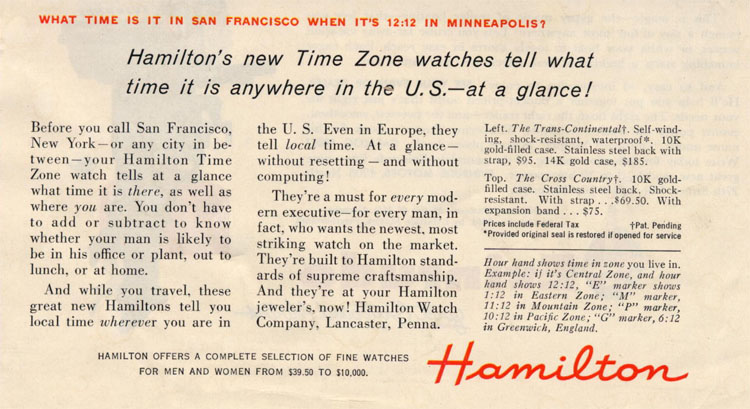 WHAT TIME IS IT IN SAN FRANCISCO WHEN IT'S 12:12 IN MINNEAPOLIS?
Hamilton's new Time Zone watches tell what
time it is anywhere in the U.S.—at a glance!
Before you call San Francisco,
New York—or any city in be-
tween—your Hamilton Time
Zone watch tells at a glance
what time it is there, as well as
where you are. You don't have
to add or subtract to know
whether your man is likely to
be in his office or plant, out to
lunch, or at home.
And while you travel, these
great new Hamiltons tell you
local time wherever you are in
the U. S. Even in Europe, they
tell local time. At a glance—
without resetting — and without
computing!
They're a must for every mod-
ern executive—for every man, in
fact, who wants the newest, most
striking watch on the market.
They're built to Hamilton stand-
ards of supreme craftsmanship.
And they're at your Hamilton
jeweler's, now! Hamilton Watch
Company, Lancaster, Penna.
Left. The Trans-Continental†. Self-wind-
ing, shock-resistant, waterproof*. 10K
gold-filled case. Stainless steel back with
strap, $95. 14K gold case, $185.
Top. The Cross Country†. 10K gold-
filled case. Stainless steel back. Shock-
resistant. With strap . . .$69.50. With
expansion band . . . $75.
Prices include Federal Tax †Pat. Pending
*Provided original seal is restored if opened for service
Hour hand shows time in zone you live in.
Example: if it's Central Zone, and hour
hand shows 12:12, "E" marker shows
1:12 in Eastern Zone; "M" marker,
11:12 in Mountain Zone; "P" marker,
10:12 in Pacific Zone; "G" marker, 6:12
in Greenwich, England.
HAMILTON OFFERS A COMPLETE SELECTION OF FINE WATCHES
FOR MEN AND WOMEN FROM $39.50 TO $10,000.
Hamilton